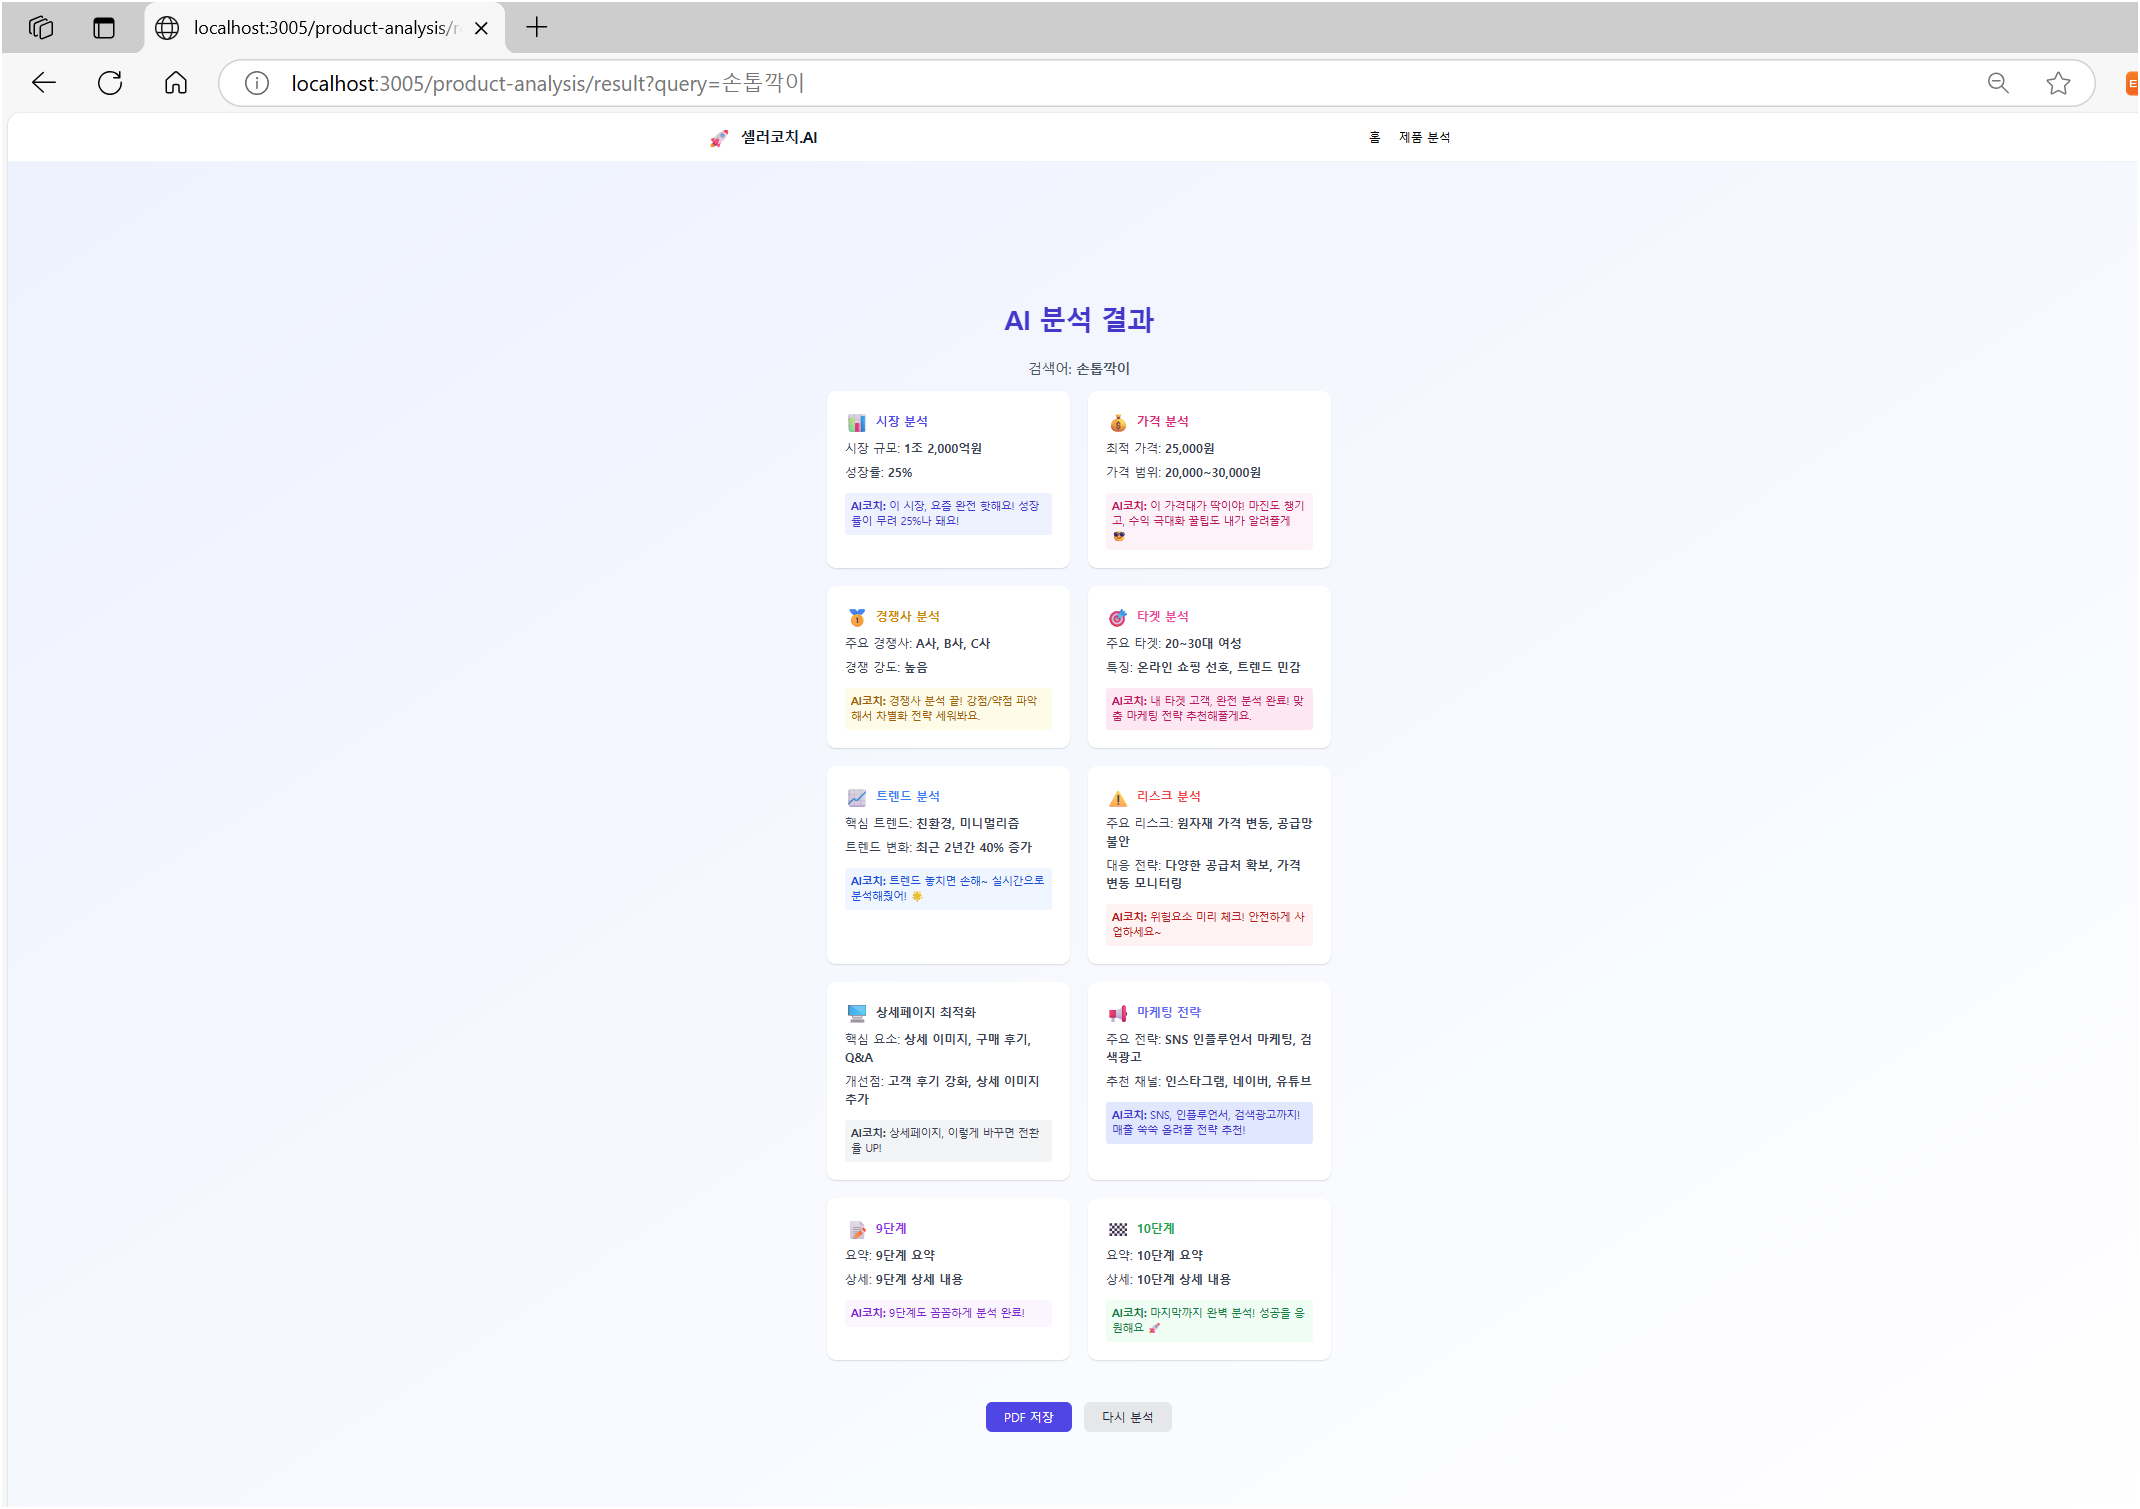 localhost:3005/product-analysis/r
localhost:3005/product-analysis/result?query=손톱깍이
🚀 셀러코치.AI
홈 제품 분석
AI 분석 결과
검색어: 손톱깍이
📊 시장 분석
시장 규모: 1조 2,000억원
성장률: 25%
AI코치: 이 시장, 요즘 완전 핫해요! 성장
률이 무려 25%나 돼요!
💰 가격 분석
최적 가격: 25,000원
가격 범위: 20,000~30,000원
AI코치: 이 가격대가 딱이야! 마진도 챙기
고, 수익 극대화 꿀팁도 내가 알려줄게
😎
🥇 경쟁사 분석
주요 경쟁사: A사, B사, C사
경쟁 강도: 높음
AI코치: 경쟁사 분석 끝! 강점/약점 파악
해서 차별화 전략 세워봐요.
🎯 타겟 분석
주요 타겟: 20~30대 여성
특징: 온라인 쇼핑 선호, 트렌드 민감
AI코치: 내 타겟 고객, 완전 분석 완료! 맞
춤 마케팅 전략 추천해줄게요.
📈 트렌드 분석
핵심 트렌드: 친환경, 미니멀리즘
트렌드 변화: 최근 2년간 40% 증가
AI코치: 트렌드 놓치면 손해~ 실시간으로
분석해줬어! 🌟
⚠️ 리스크 분석
주요 리스크: 원자재 가격 변동, 공급망
불안
대응 전략: 다양한 공급처 확보, 가격
변동 모니터링
AI코치: 위험요소 미리 체크! 안전하게 사
업하세요~
🖥️ 상세페이지 최적화
핵심 요소: 상세 이미지, 구매 후기,
Q&A
개선점: 고객 후기 강화, 상세 이미지
추가
AI코치: 상세페이지, 이렇게 바꾸면 전환
율 UP!
📢 마케팅 전략
주요 전략: SNS 인플루언서 마케팅, 검
색광고
추천 채널: 인스타그램, 네이버, 유튜브
AI코치: SNS, 인플루언서, 검색광고까지!
매출 쑥쑥 올려줄 전략 추천!
📝 9단계
요약: 9단계 요약
상세: 9단계 상세 내용
AI코치: 9단계도 꼼꼼하게 분석 완료!
🏁 10단계
요약: 10단계 요약
상세: 10단계 상세 내용
AI코치: 마지막까지 완벽 분석! 성공을 응
원해요 🚀
PDF 저장
다시 분석